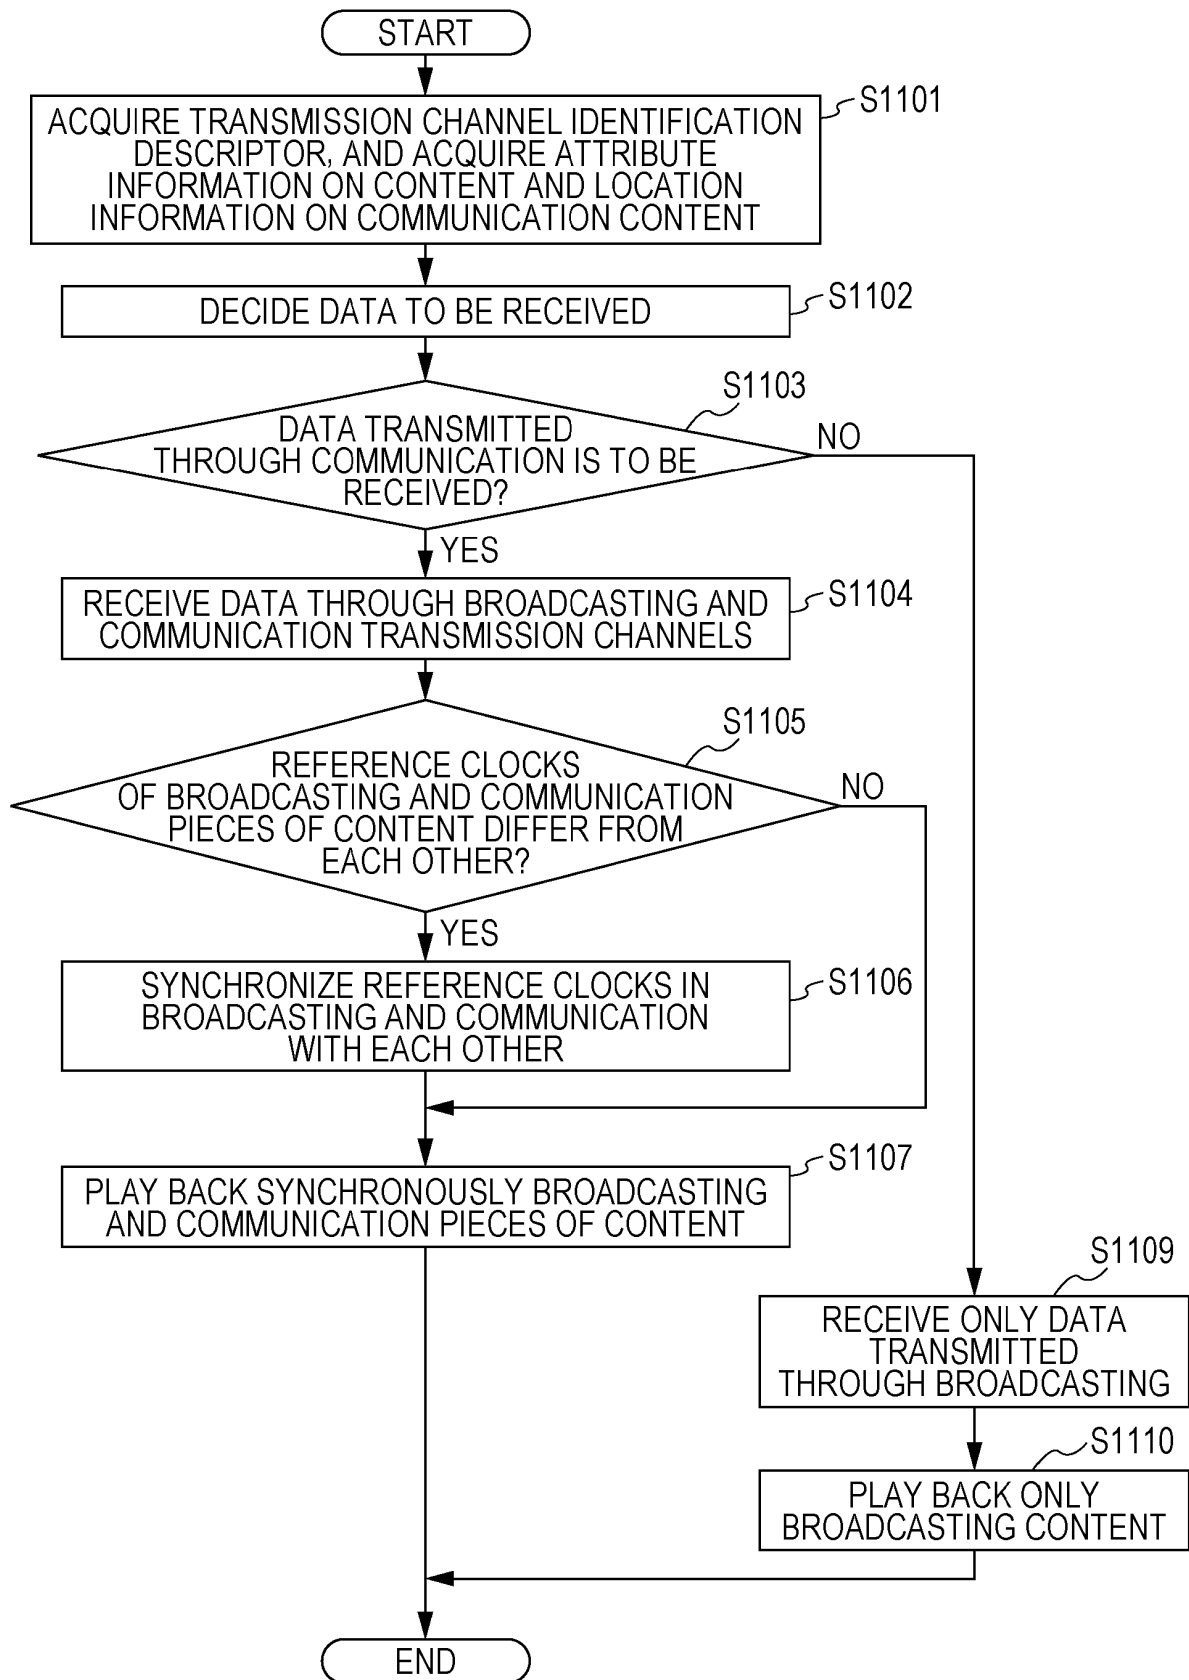 START
S1101
ACQUIRE TRANSMISSION CHANNEL IDENTIFICATION
DESCRIPTOR, AND ACQUIRE ATTRIBUTE
INFORMATION ON CONTENT AND LOCATION
INFORMATION ON COMMUNICATION CONTENT
S1102
DECIDE DATA TO BE RECEIVED
S1103
DATA TRANSMITTED
THROUGH COMMUNICATION IS TO BE
RECEIVED?
NO
YES
S1104
RECEIVE DATA THROUGH BROADCASTING AND
COMMUNICATION TRANSMISSION CHANNELS
S1105
REFERENCE CLOCKS
OF BROADCASTING AND COMMUNICATION
PIECES OF CONTENT DIFFER FROM
EACH OTHER?
NO
YES
S1106
SYNCHRONIZE REFERENCE CLOCKS IN
BROADCASTING AND COMMUNICATION
WITH EACH OTHER
S1107
PLAY BACK SYNCHRONOUSLY BROADCASTING
AND COMMUNICATION PIECES OF CONTENT
S1109
RECEIVE ONLY DATA
TRANSMITTED
THROUGH BROADCASTING
S1110
PLAY BACK ONLY
BROADCASTING CONTENT
END